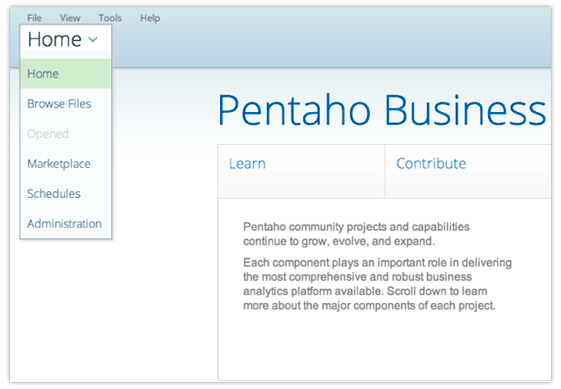 File View Tools Help
Home
Home
Browse Files
Opened
Marketplace
Schedules
Administration
Pentaho Business
Learn
Contribute
Pentaho community projects and capabilities
continue to grow, evolve, and expand.
Each component plays an important role in delivering
the most comprehensive and robust business
analytics platform available. Scroll down to learn
more about the major components of each project.